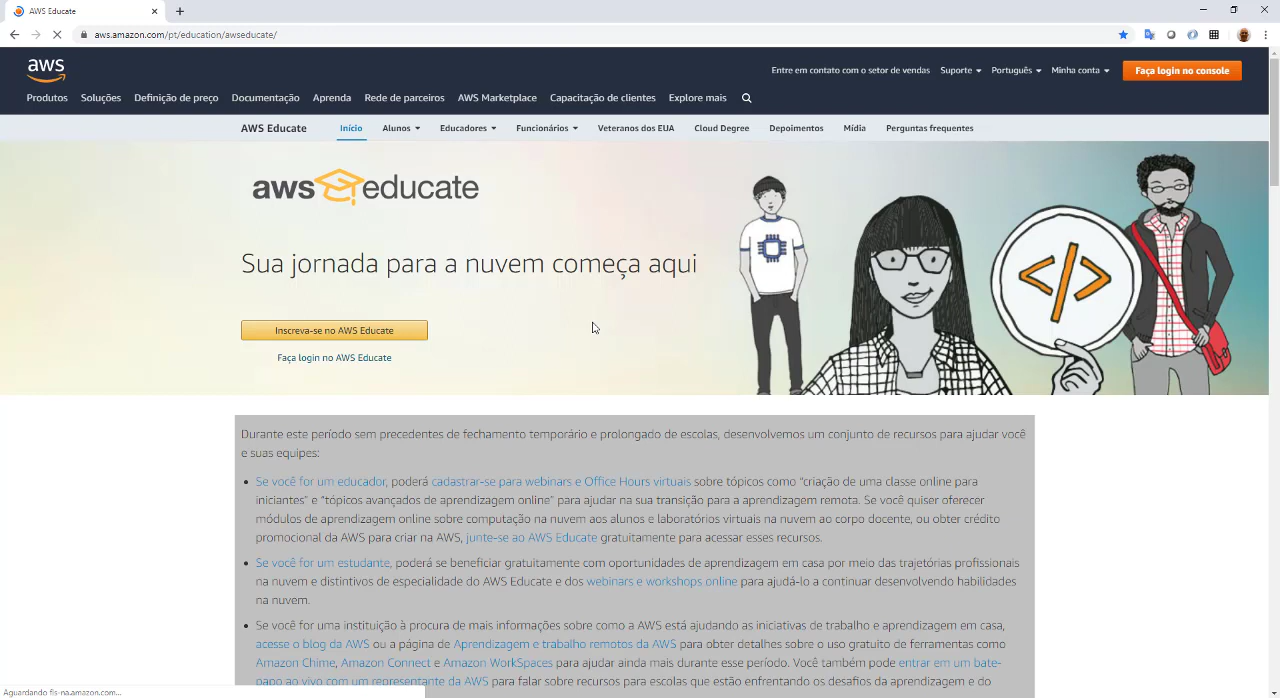 AWS Educate
aws.amazon.com/pt/education/awseducate/
aws
Entre em contato com o setor de vendas Suporte Português Minha conta Faça login no console
Produtos Soluções Definição de preço Documentação Aprenda Rede de parceiros AWS Marketplace Capacitação de clientes Explore mais
AWS Educate Início Alunos Educadores Funcionários Veteranos dos EUA Cloud Degree Depoimentos Mídia Perguntas frequentes
aws educate
Sua jornada para a nuvem começa aqui
</>
Inscreva-se no AWS Educate
Faça login no AWS Educate
Durante este período sem precedentes de fechamento temporário e prolongado de escolas, desenvolvemos um conjunto de recursos para ajudar você
e suas equipes:
• Se você for um educador, poderá cadastrar-se para webinars e Office Hours virtuais sobre tópicos como “criação de uma classe online para
iniciantes” e “tópicos avançados de aprendizagem online” para ajudar na sua transição para a aprendizagem remota. Se você quiser oferecer
módulos de aprendizagem online sobre computação na nuvem aos alunos e laboratórios virtuais na nuvem ao corpo docente, ou obter crédito
promocional da AWS para criar na AWS, junte-se ao AWS Educate gratuitamente para acessar esses recursos.
• Se você for um estudante, poderá se beneficiar gratuitamente com oportunidades de aprendizagem em casa por meio das trajetórias profissionais
na nuvem e distintivos de especialidade do AWS Educate e dos webinars e workshops online para ajudá-lo a continuar desenvolvendo habilidades
na nuvem.
• Se você for uma instituição à procura de mais informações sobre como a AWS está ajudando as iniciativas de trabalho e aprendizagem em casa,
acesse o blog da AWS ou a página de Aprendizagem e trabalho remotos da AWS para obter detalhes sobre o uso gratuito de ferramentas como
Amazon Chime, Amazon Connect e Amazon WorkSpaces para ajudar ainda mais durante esse período. Você também pode entrar em um bate-
papo ao vivo com um representante da AWS para falar sobre recursos para escolas que estão enfrentando os desafios da aprendizagem e do
Aguardando fls-na.amazon.com...